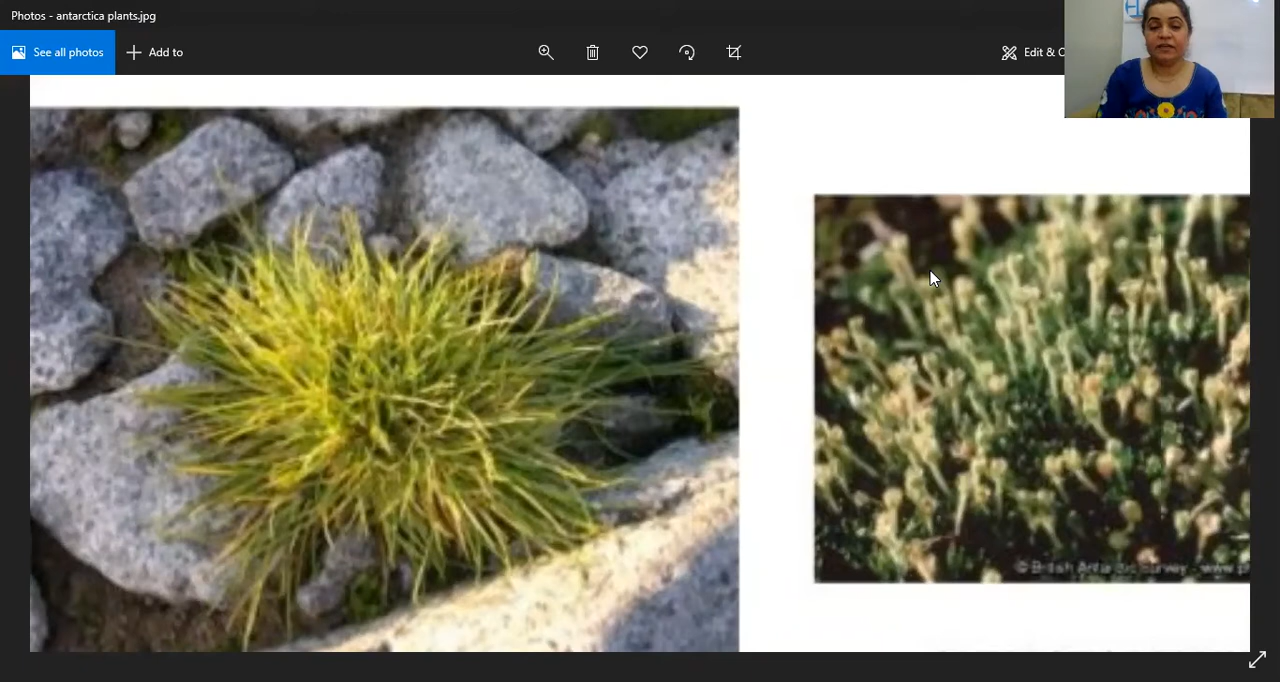 Photos - antarctica plants.jpg
See all photos
Add to
Edit & C
© British Antarctic Survey - www.